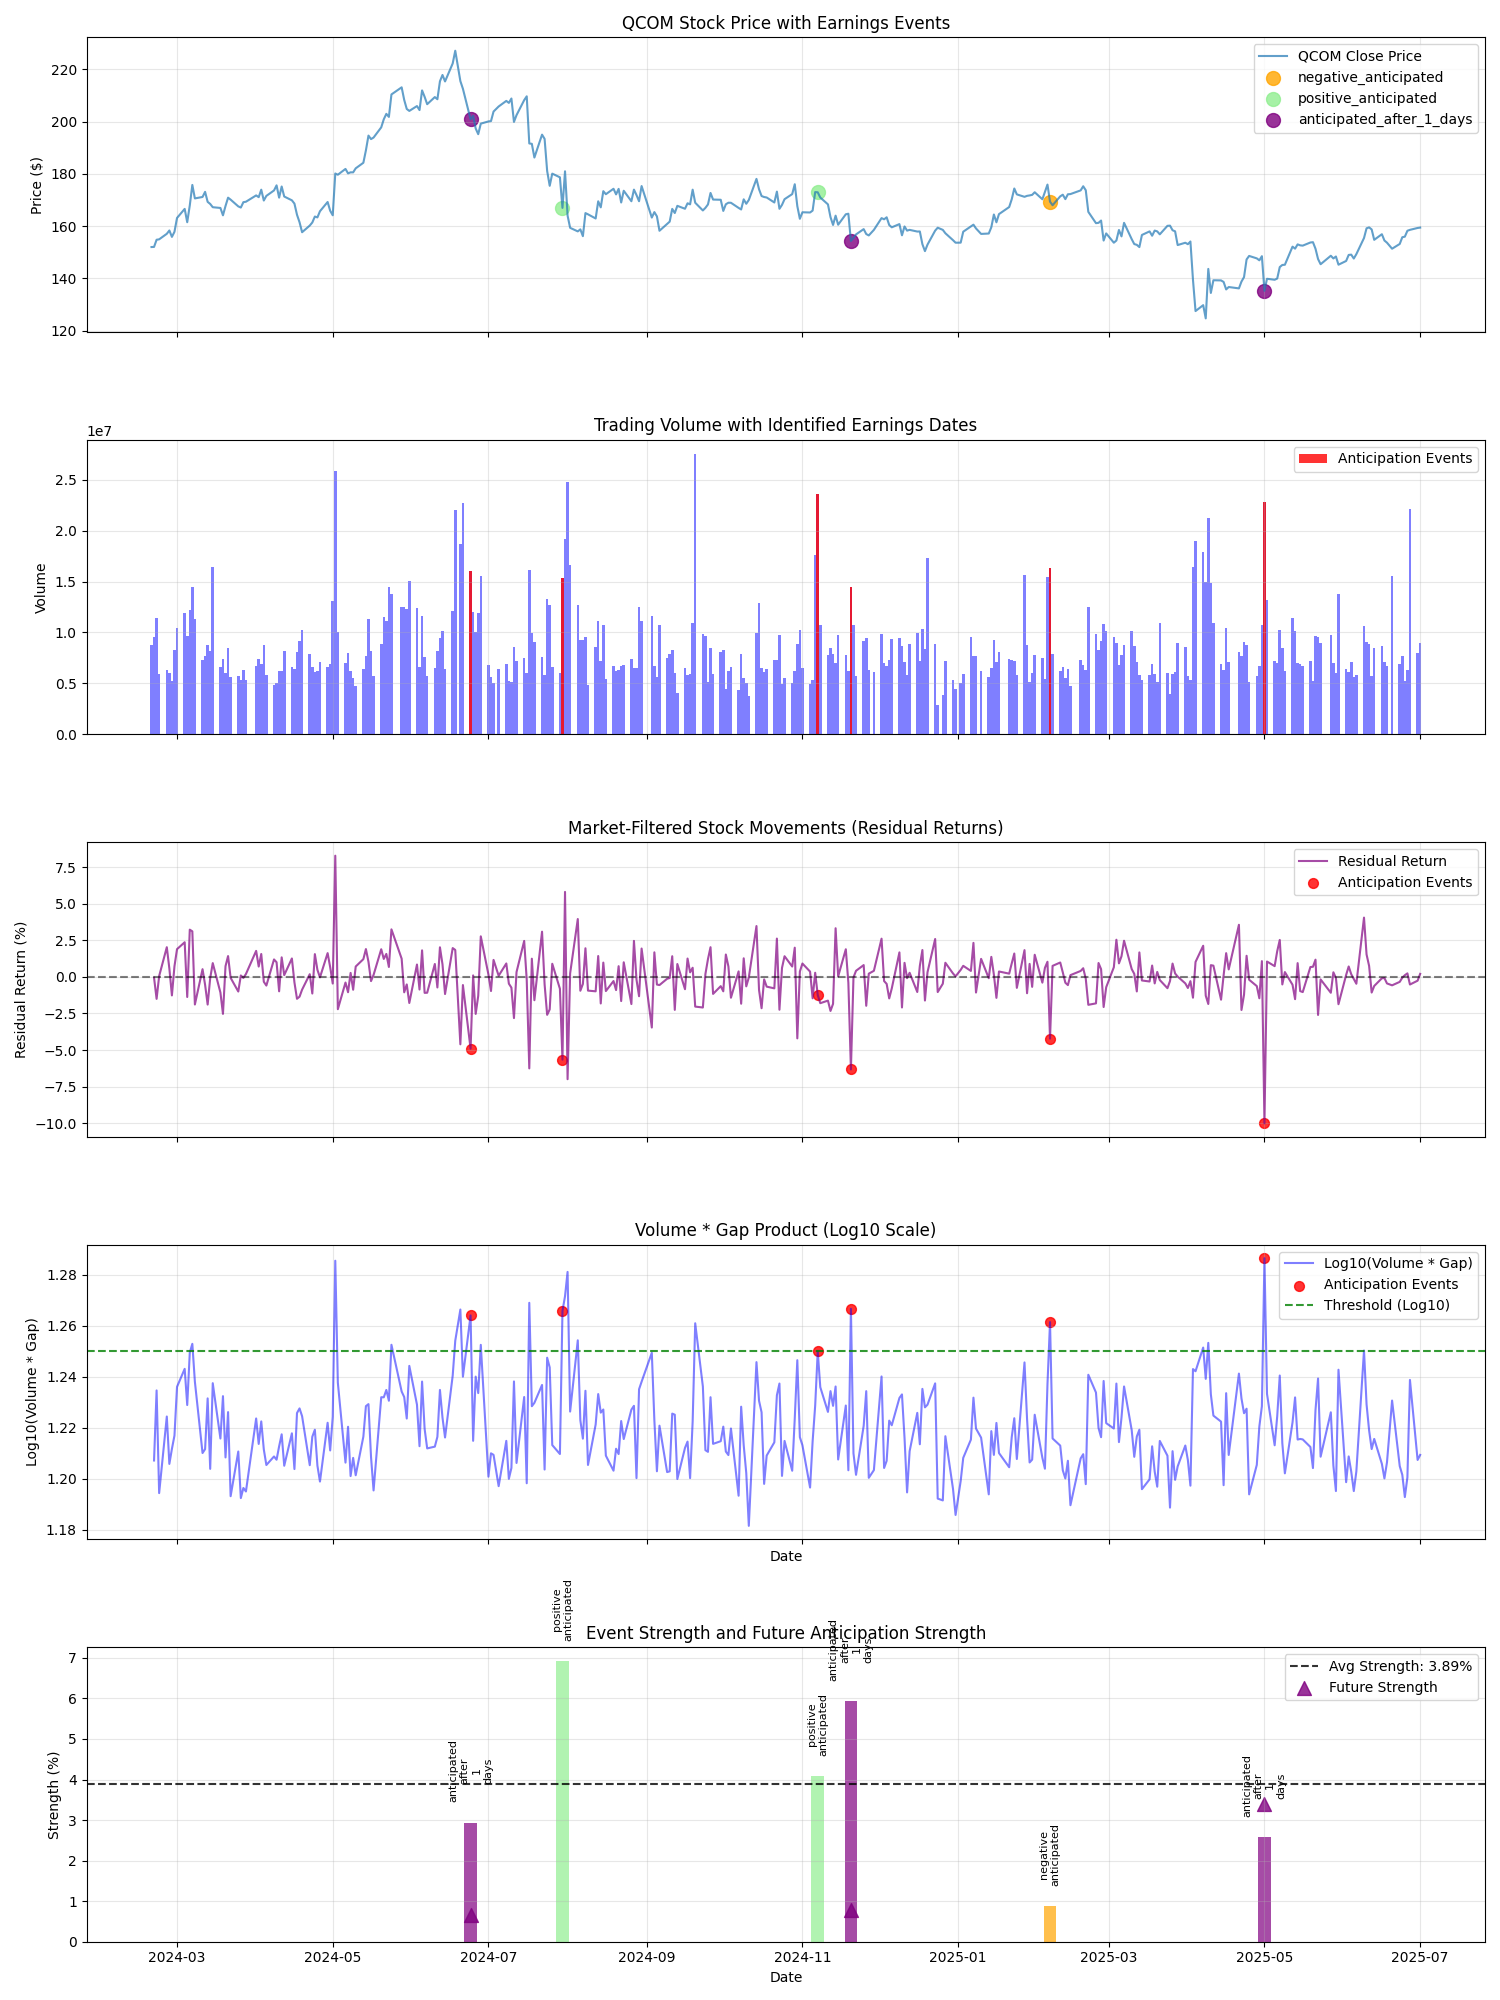 QCOM Stock Price with Earnings Events
Price ($)
220
200
180
160
140
120
QCOM Close Price
negative_anticipated
positive_anticipated
anticipated_after_1_days
Trading Volume with Identified Earnings Dates
1e7
Volume
2.5
2.0
1.5
1.0
0.5
0.0
Anticipation Events
Market-Filtered Stock Movements (Residual Returns)
Residual Return (%)
7.5
5.0
2.5
0.0
−2.5
−5.0
−7.5
−10.0
Residual Return
Anticipation Events
Volume * Gap Product (Log10 Scale)
Log10(Volume * Gap)
1.28
1.26
1.24
1.22
1.20
1.18
Log10(Volume * Gap)
Anticipation Events
Threshold (Log10)
Date
Event Strength and Future Anticipation Strength
Strength (%)
7
6
5
4
3
2
1
0
Avg Strength: 3.89%
Future Strength
anticipated
after
1
days
positive
anticipated
positive
anticipated
anticipated
after
1
days
negative
anticipated
anticipated
after
1
days
2024-03
2024-05
2024-07
2024-09
2024-11
2025-01
2025-03
2025-05
2025-07
Date